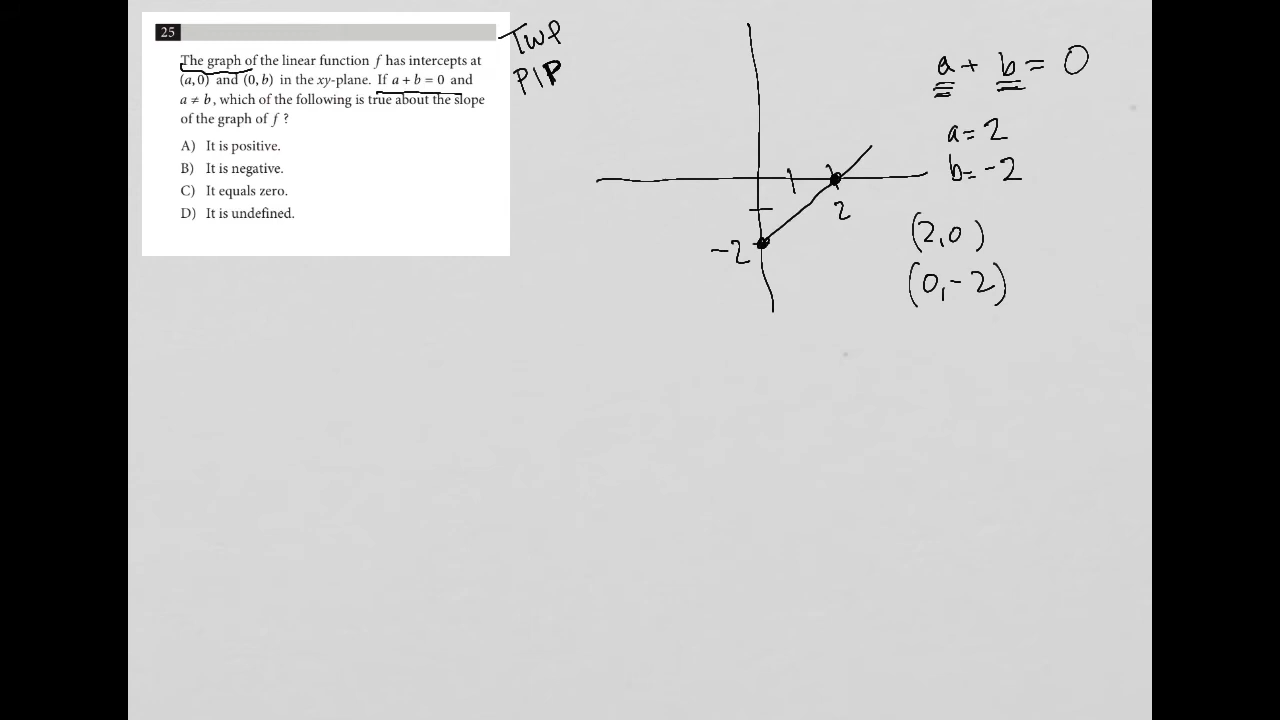 25
The graph of the linear function f has intercepts at
(a, 0) and (0, b) in the xy-plane. If a + b = 0 and
a ≠ b, which of the following is true about the slope
of the graph of f ?
A) It is positive.
B) It is negative.
C) It equals zero.
D) It is undefined.
TWP
PIP
2
-2
a + b = 0
a = 2
b = -2
(2, 0)
(0, -2)